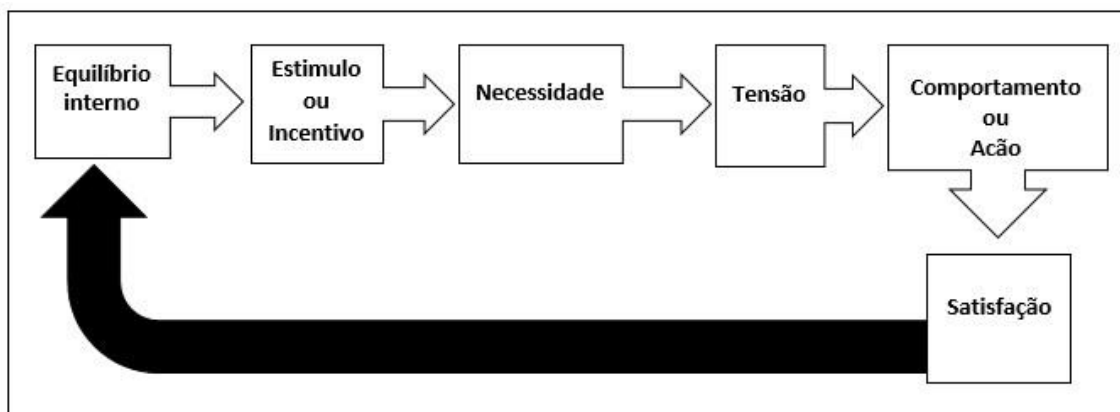 Equilíbrio
interno
Estimulo
ou
Incentivo
Necessidade
Tensão
Comportamento
ou
Acão
Satisfação